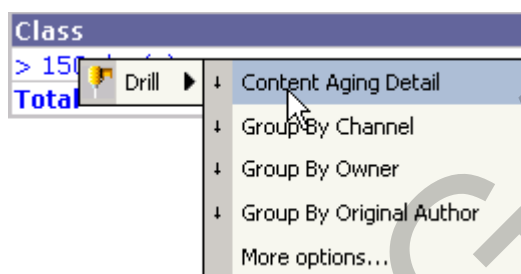 Class
> 150
Total
Drill
Content Aging Detail
Group By Channel
Group By Owner
Group By Original Author
More options...